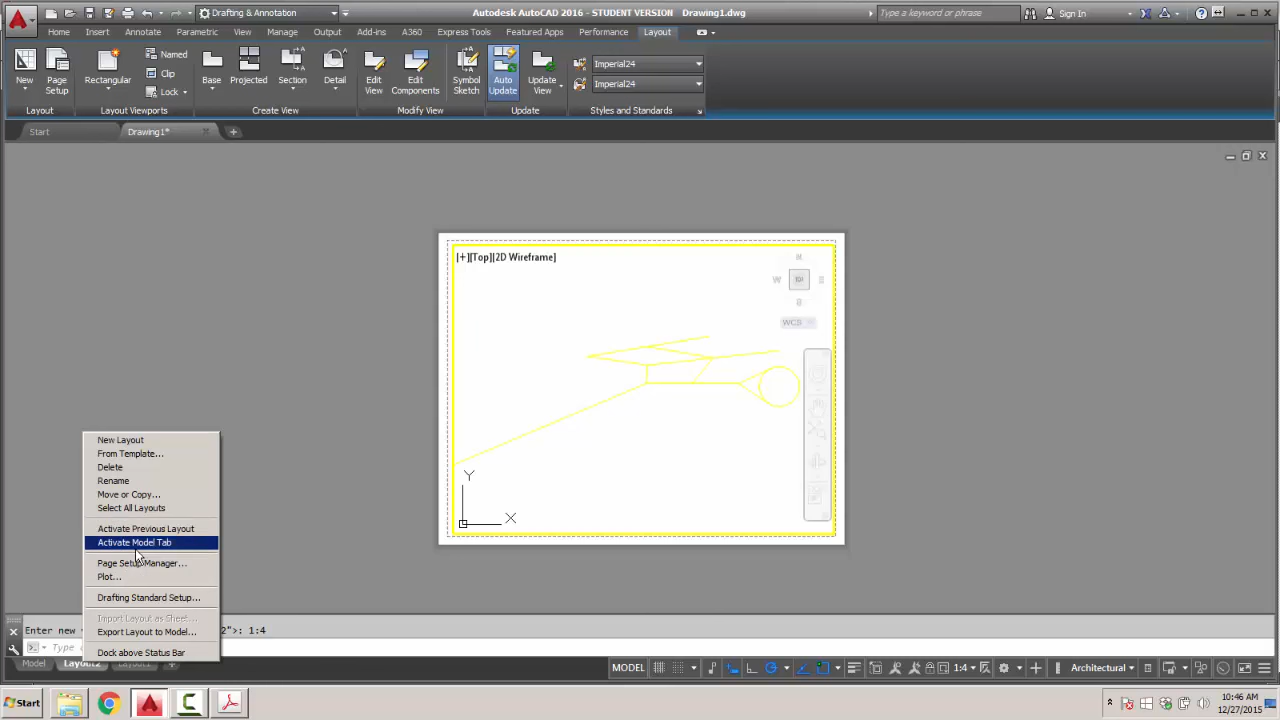 Drafting & Annotation
Autodesk AutoCAD 2016 - STUDENT VERSION Drawing1.dwg
Type a keyword or phrase
Sign In
Home Insert Annotate Parametric View Manage Output Add-ins A360 Express Tools Featured Apps Performance Layout
New
Page Setup
Rectangular
Named
Clip
Lock
Base
Projected
Section
Detail
Edit View
Edit Components
Symbol Sketch
Auto Update
Update View
Imperial24
Imperial24
Layout
Layout Viewports
Create View
Modify View
Update
Styles and Standards
Start
Drawing1*
[+][Top][2D Wireframe]
W
WCS
Y
X
New Layout
From Template...
Delete
Rename
Move or Copy...
Select All Layouts
Activate Previous Layout
Activate Model Tab
Page Setup Manager...
Plot...
Drafting Standard Setup...
Import Layout as Sheet...
Export Layout to Model...
Dock above Status Bar
Enter new
2">: 1:4
Type
Model
Layout2
Layout1
MODEL
1:4
Architectural
Start
10:46 AM
12/27/2015